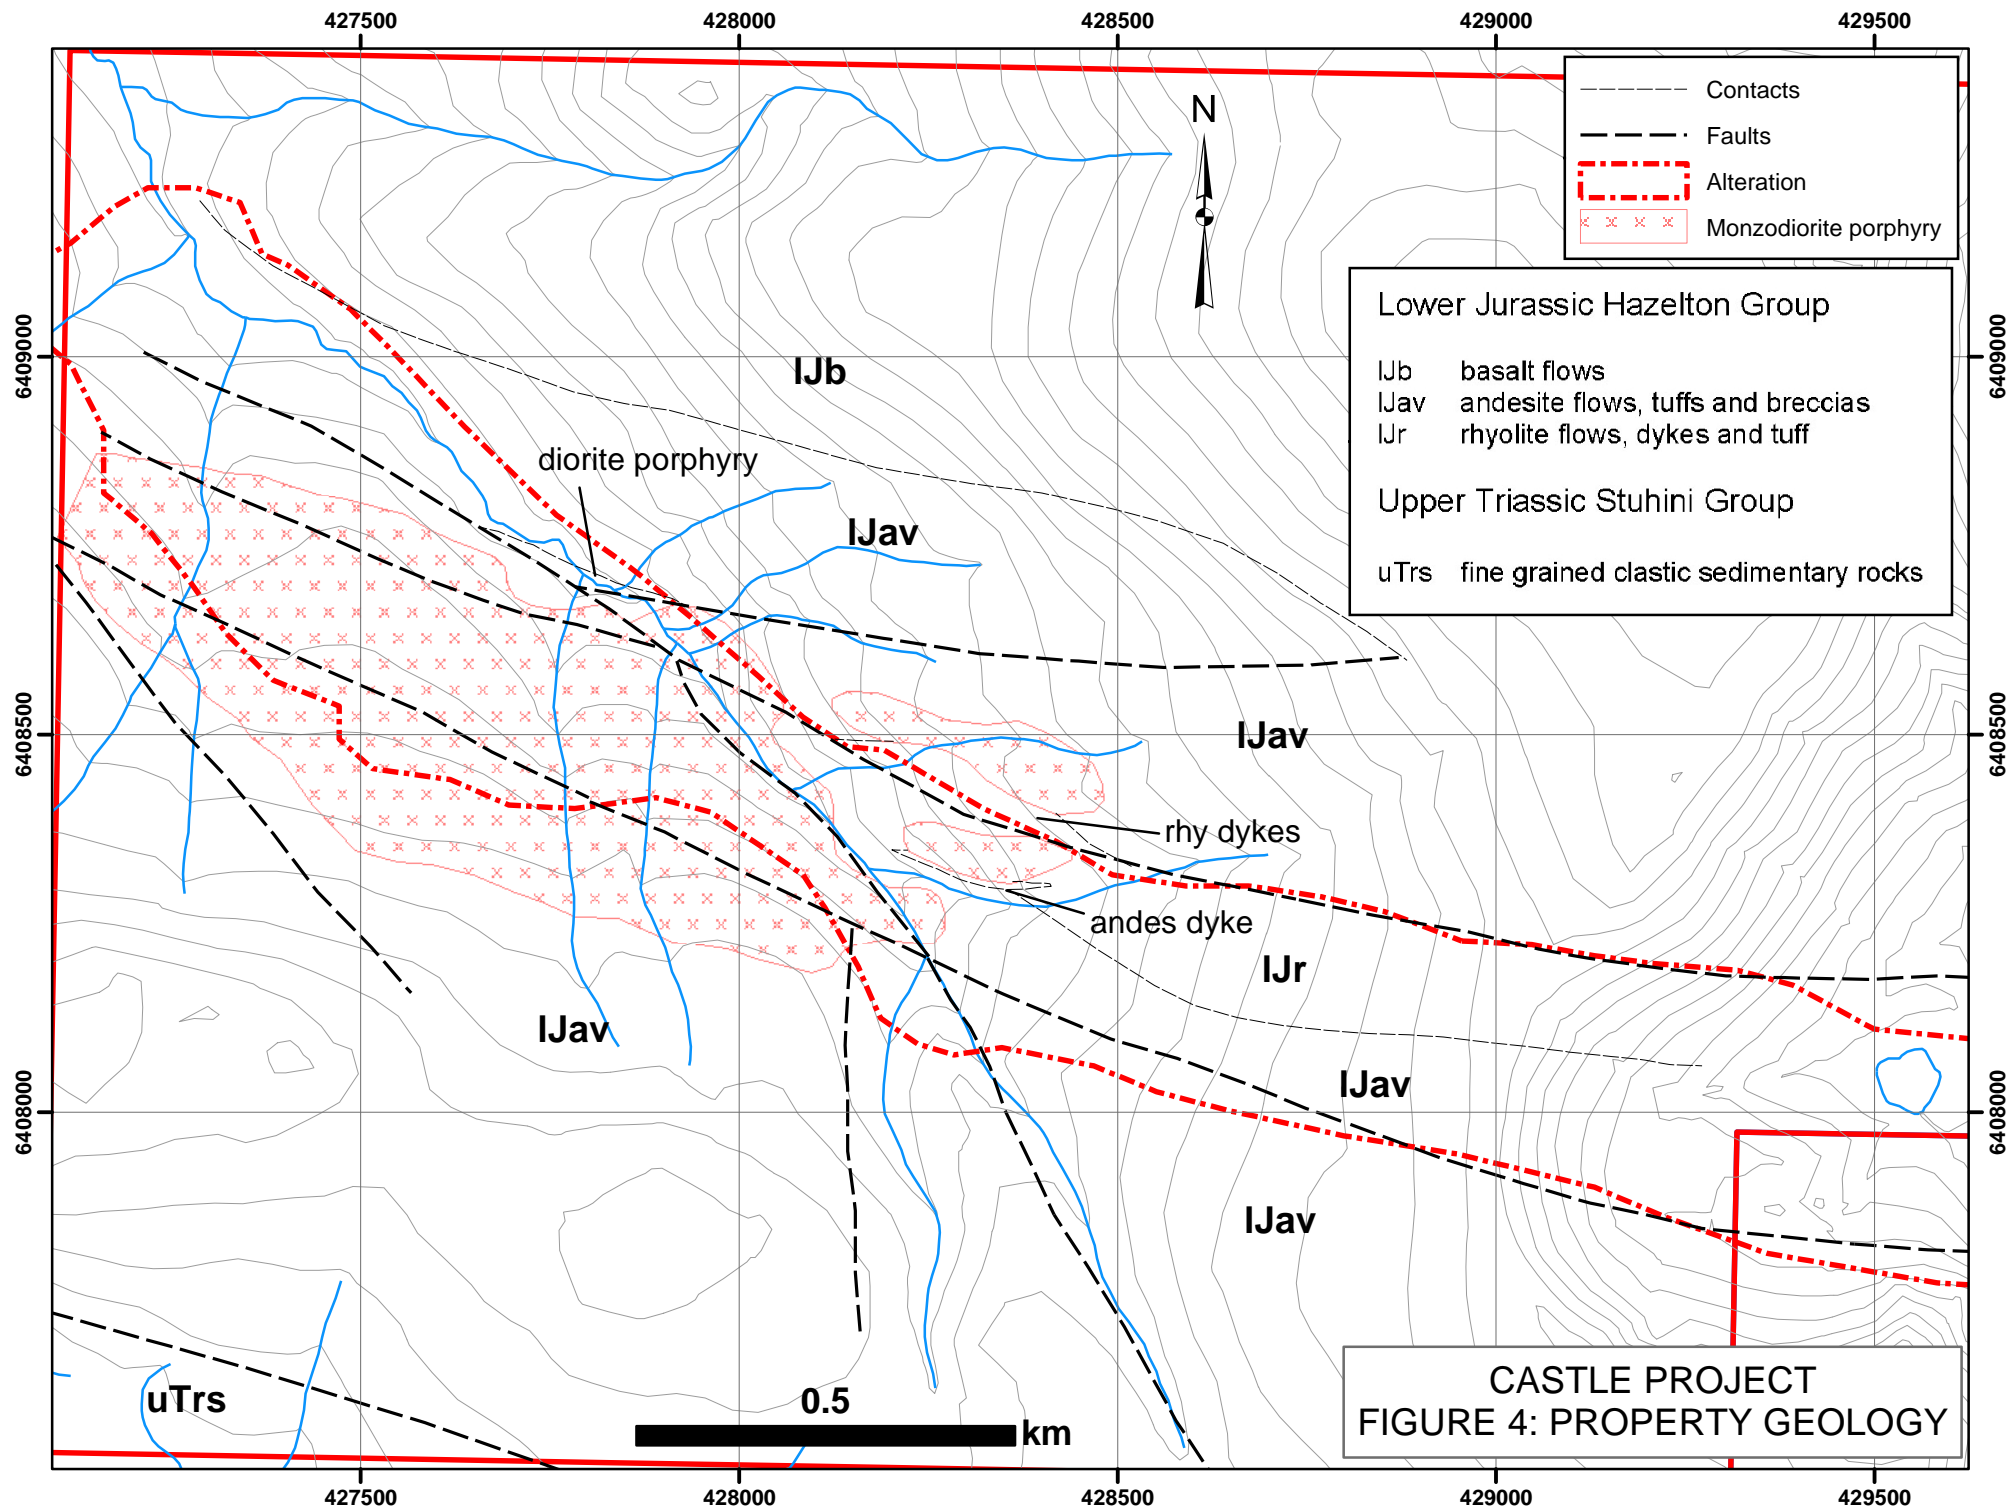 427500 428000 428500 429000 429500
N
Contacts
Faults
Alteration
Monzodiorite porphyry
Lower Jurassic Hazelton Group
lJb basalt flows
lJav andesite flows, tuffs and breccias
lJr rhyolite flows, dykes and tuff
Upper Triassic Stuhini Group
uTrs fine grained clastic sedimentary rocks
6409000
6409000
lJb
diorite porphyry
lJav
6408500
lJav
6408500
rhy dykes
andes dyke
lJr
lJav
lJav
6408000
6408000
lJav
uTrs
0.5
km
CASTLE PROJECT
FIGURE 4: PROPERTY GEOLOGY
427500 428000 428500 429000 429500